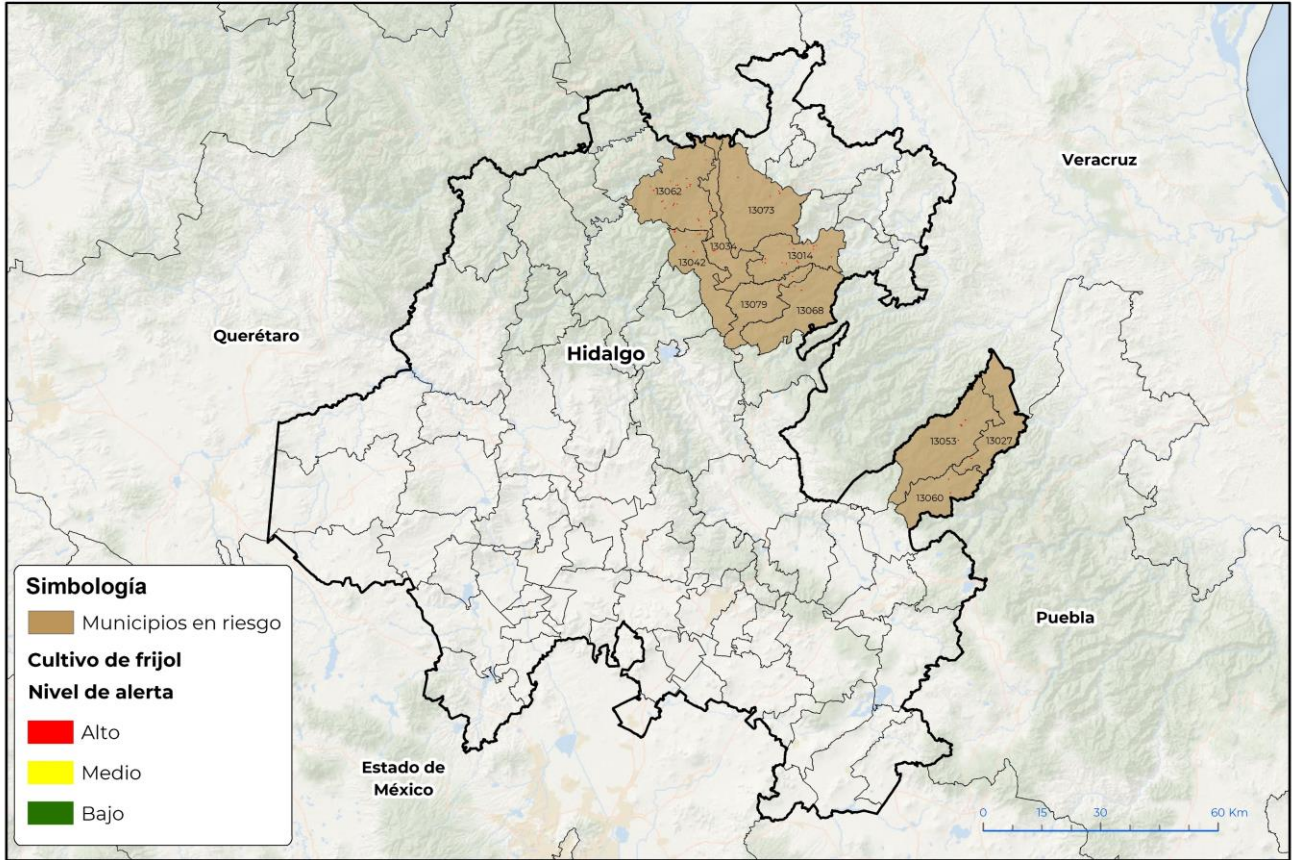 Veracruz
13062
13073
13034
13042
13014
13079
13068
Querétaro
Hidalgo
13053
13027
13060
Puebla
Estado de
México
Simbología
Municipios en riesgo
Cultivo de frijol
Nivel de alerta
Alto
Medio
Bajo
0 15 30 60 Km